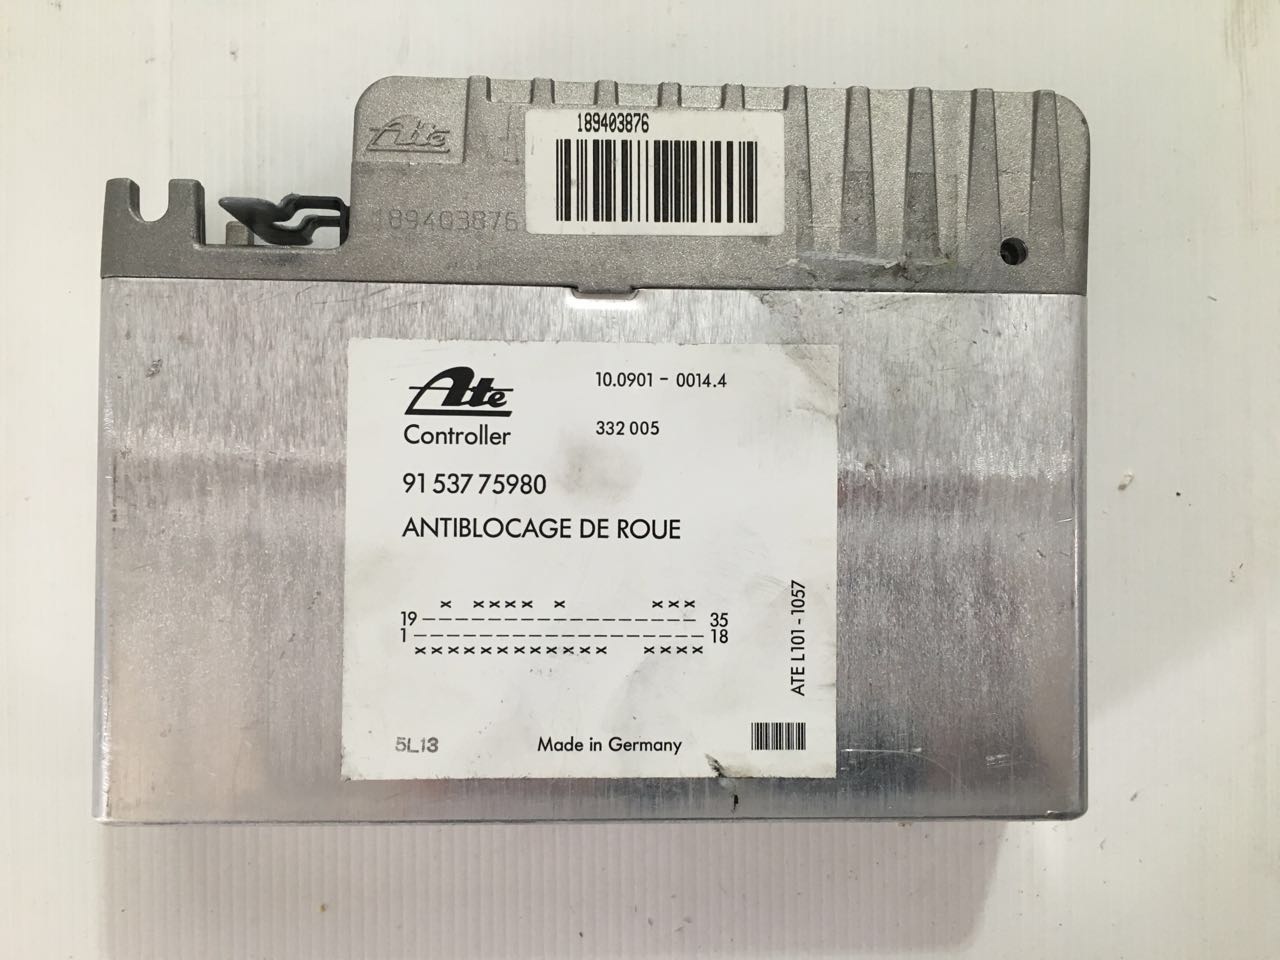 Ate
189403876
189403876
Ate
Controller
10.0901 - 0014.4
332 005
91 537 75980
ANTIBLOCAGE DE ROUE
x xxxx x xxx
19 ----------------- 35
1 ------------------ 18
xxxxxxxxxxxx xxxx
ATE L101 - 1057
5L13
Made in Germany